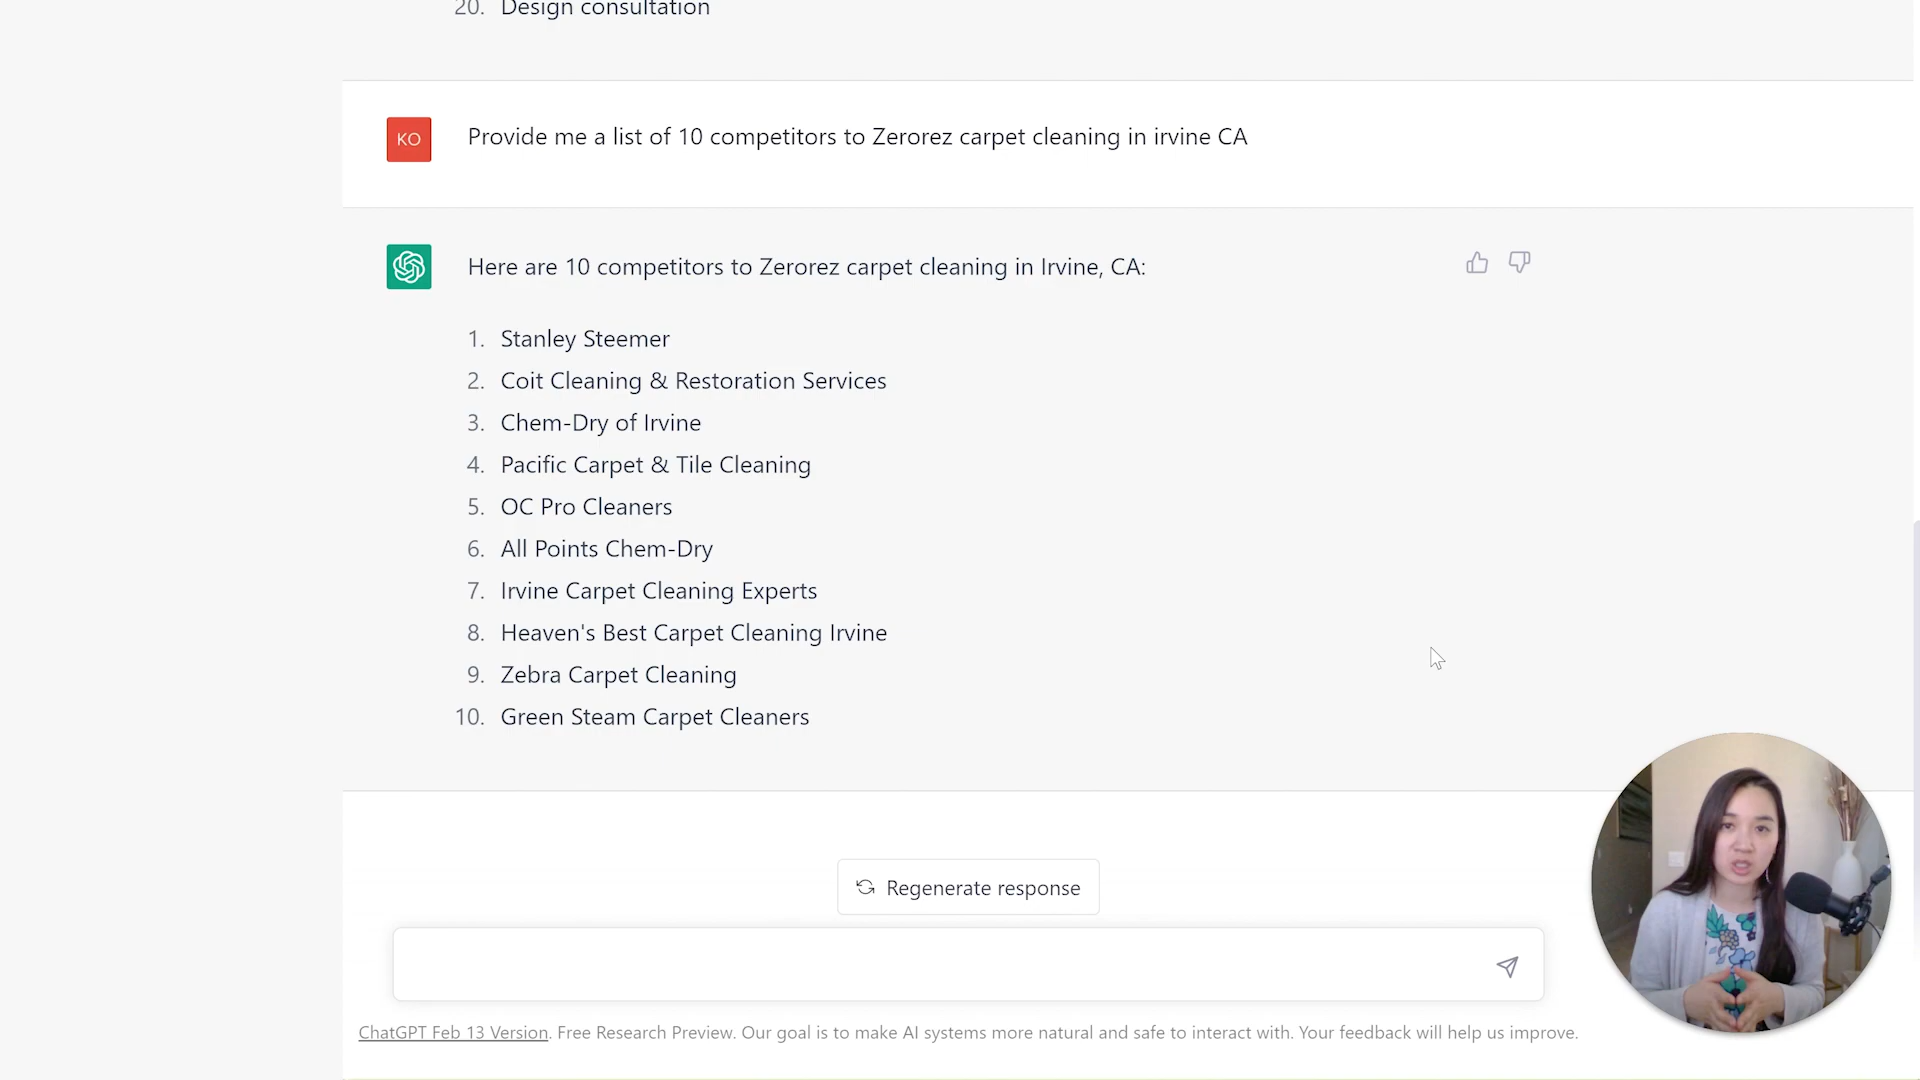 20. Design consultation
KO
Provide me a list of 10 competitors to Zerorez carpet cleaning in irvine CA
Here are 10 competitors to Zerorez carpet cleaning in Irvine, CA:
1. Stanley Steemer
2. Coit Cleaning & Restoration Services
3. Chem-Dry of Irvine
4. Pacific Carpet & Tile Cleaning
5. OC Pro Cleaners
6. All Points Chem-Dry
7. Irvine Carpet Cleaning Experts
8. Heaven's Best Carpet Cleaning Irvine
9. Zebra Carpet Cleaning
10. Green Steam Carpet Cleaners
Regenerate response
ChatGPT Feb 13 Version. Free Research Preview. Our goal is to make AI systems more natural and safe to interact with. Your feedback will help us improve.